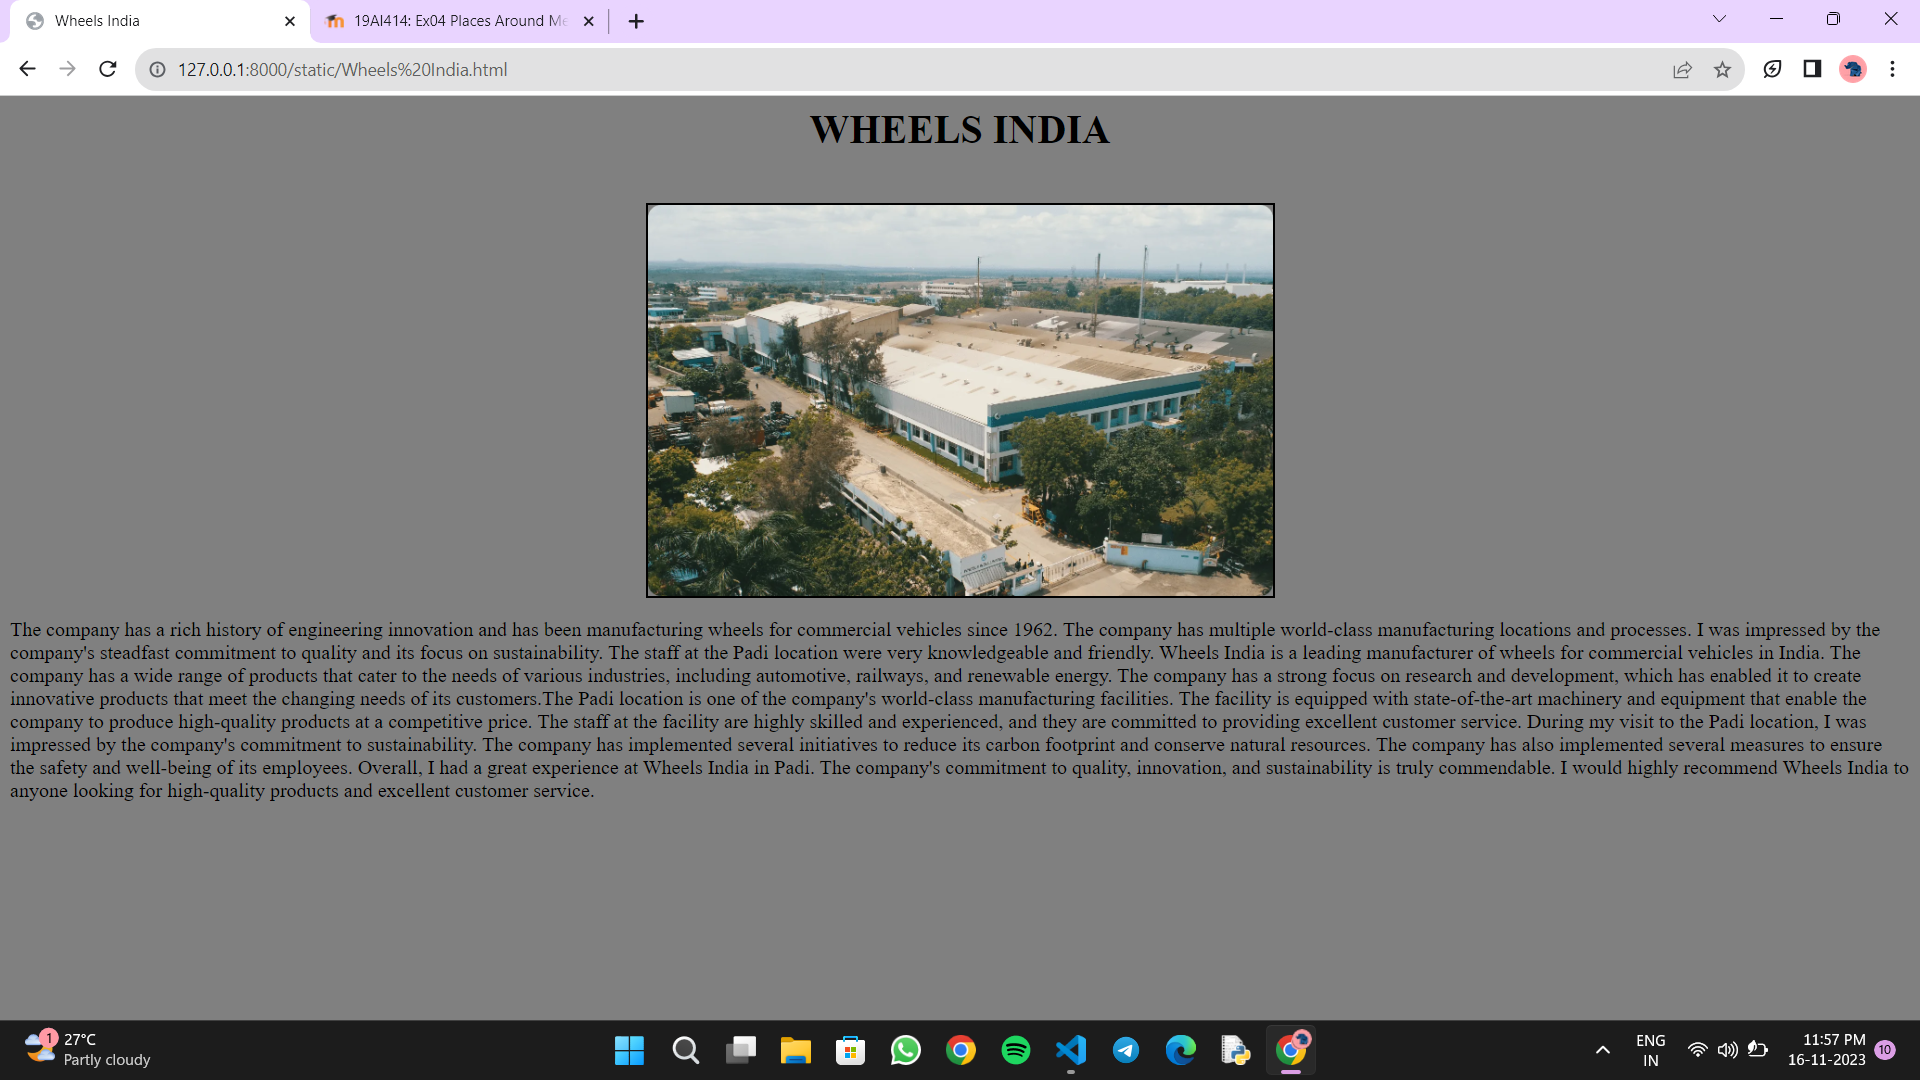 Wheels India
19AI414: Ex04 Places Around Me
127.0.0.1:8000/static/Wheels%20India.html
WHEELS INDIA
The company has a rich history of engineering innovation and has been manufacturing wheels for commercial vehicles since 1962. The company has multiple world-class manufacturing locations and processes. I was impressed by the
company's steadfast commitment to quality and its focus on sustainability. The staff at the Padi location were very knowledgeable and friendly. Wheels India is a leading manufacturer of wheels for commercial vehicles in India. The
company has a wide range of products that cater to the needs of various industries, including automotive, railways, and renewable energy. The company has a strong focus on research and development, which has enabled it to create
innovative products that meet the changing needs of its customers.The Padi location is one of the company's world-class manufacturing facilities. The facility is equipped with state-of-the-art machinery and equipment that enable the
company to produce high-quality products at a competitive price. The staff at the facility are highly skilled and experienced, and they are committed to providing excellent customer service. During my visit to the Padi location, I was
impressed by the company's commitment to sustainability. The company has implemented several initiatives to reduce its carbon footprint and conserve natural resources. The company has also implemented several measures to ensure
the safety and well-being of its employees. Overall, I had a great experience at Wheels India in Padi. The company's commitment to quality, innovation, and sustainability is truly commendable. I would highly recommend Wheels India to
anyone looking for high-quality products and excellent customer service.
1
27°C
Partly cloudy
ENG
IN
11:57 PM
16-11-2023
10